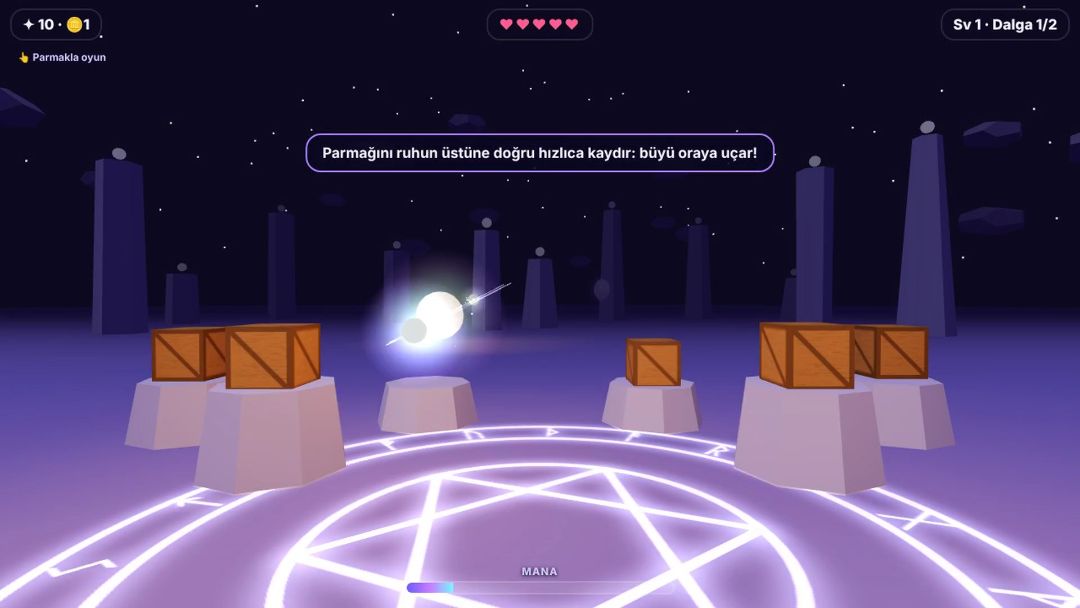 ✦ 10 · 🪙1
Sv 1 · Dalga 1/2
👆 Parmakla oyun
Parmağını ruhun üstüne doğru hızlıca kaydır: büyü oraya uçar!
MANA